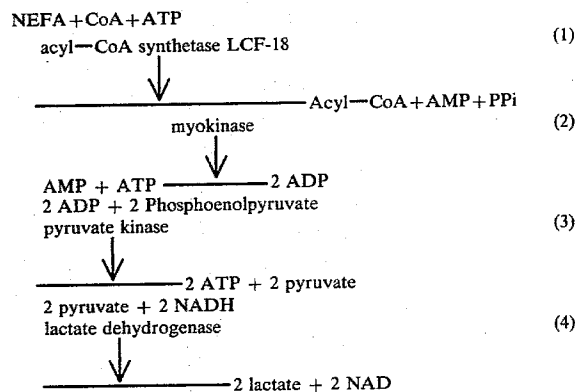 NEFA+CoA+ATP
acyl—CoA synthetase LCF-18 (1)
Acyl—CoA+AMP+PPi
myokinase (2)
AMP + ATP 2 ADP
2 ADP + 2 Phosphoenolpyruvate
pyruvate kinase (3)
2 ATP + 2 pyruvate
2 pyruvate + 2 NADH
lactate dehydrogenase (4)
2 lactate + 2 NAD